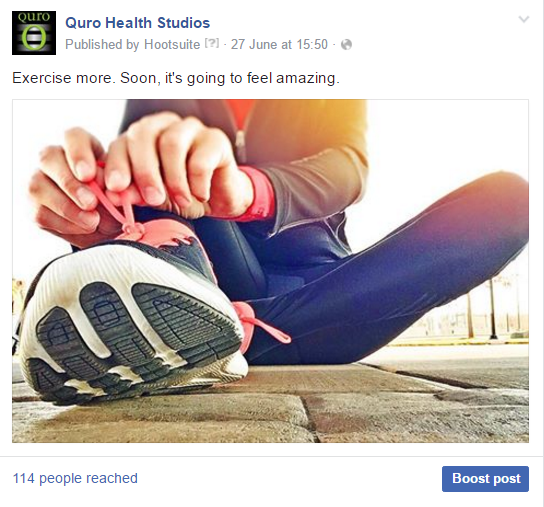 quro
Quro Health Studios
Published by Hootsuite [?] · 27 June at 15:50 ·
Exercise more. Soon, it's going to feel amazing.
114 people reached
Boost post